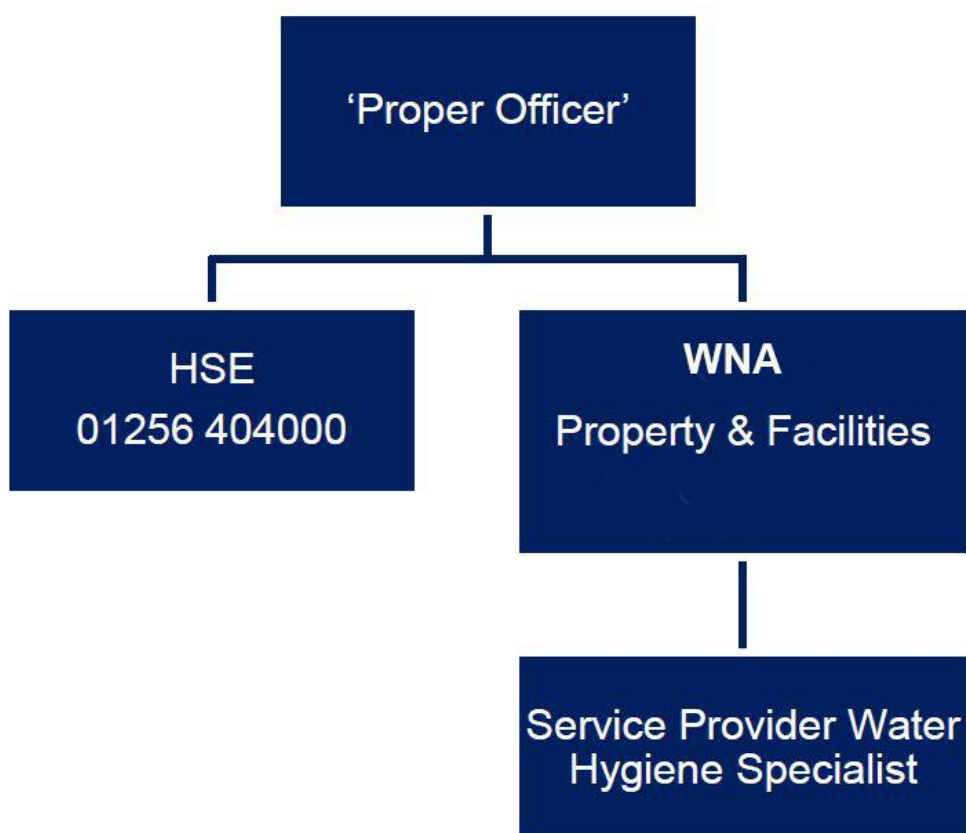 ‘Proper Officer’
HSE
01256 404000
WNA
Property & Facilities
Service Provider Water
Hygiene Specialist